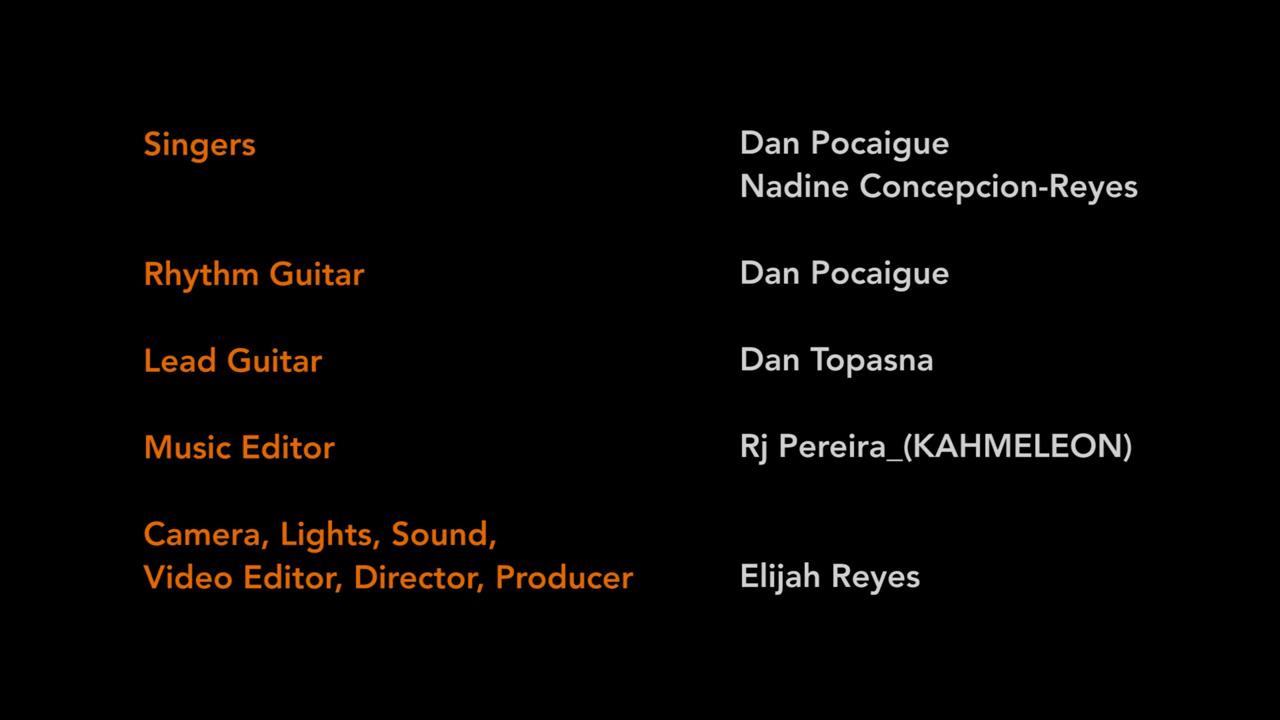 Singers Dan Pocaigue
Nadine Concepcion-Reyes
Rhythm Guitar Dan Pocaigue
Lead Guitar Dan Topasna
Music Editor Rj Pereira_(KAHMELEON)
Camera, Lights, Sound,
Video Editor, Director, Producer Elijah Reyes